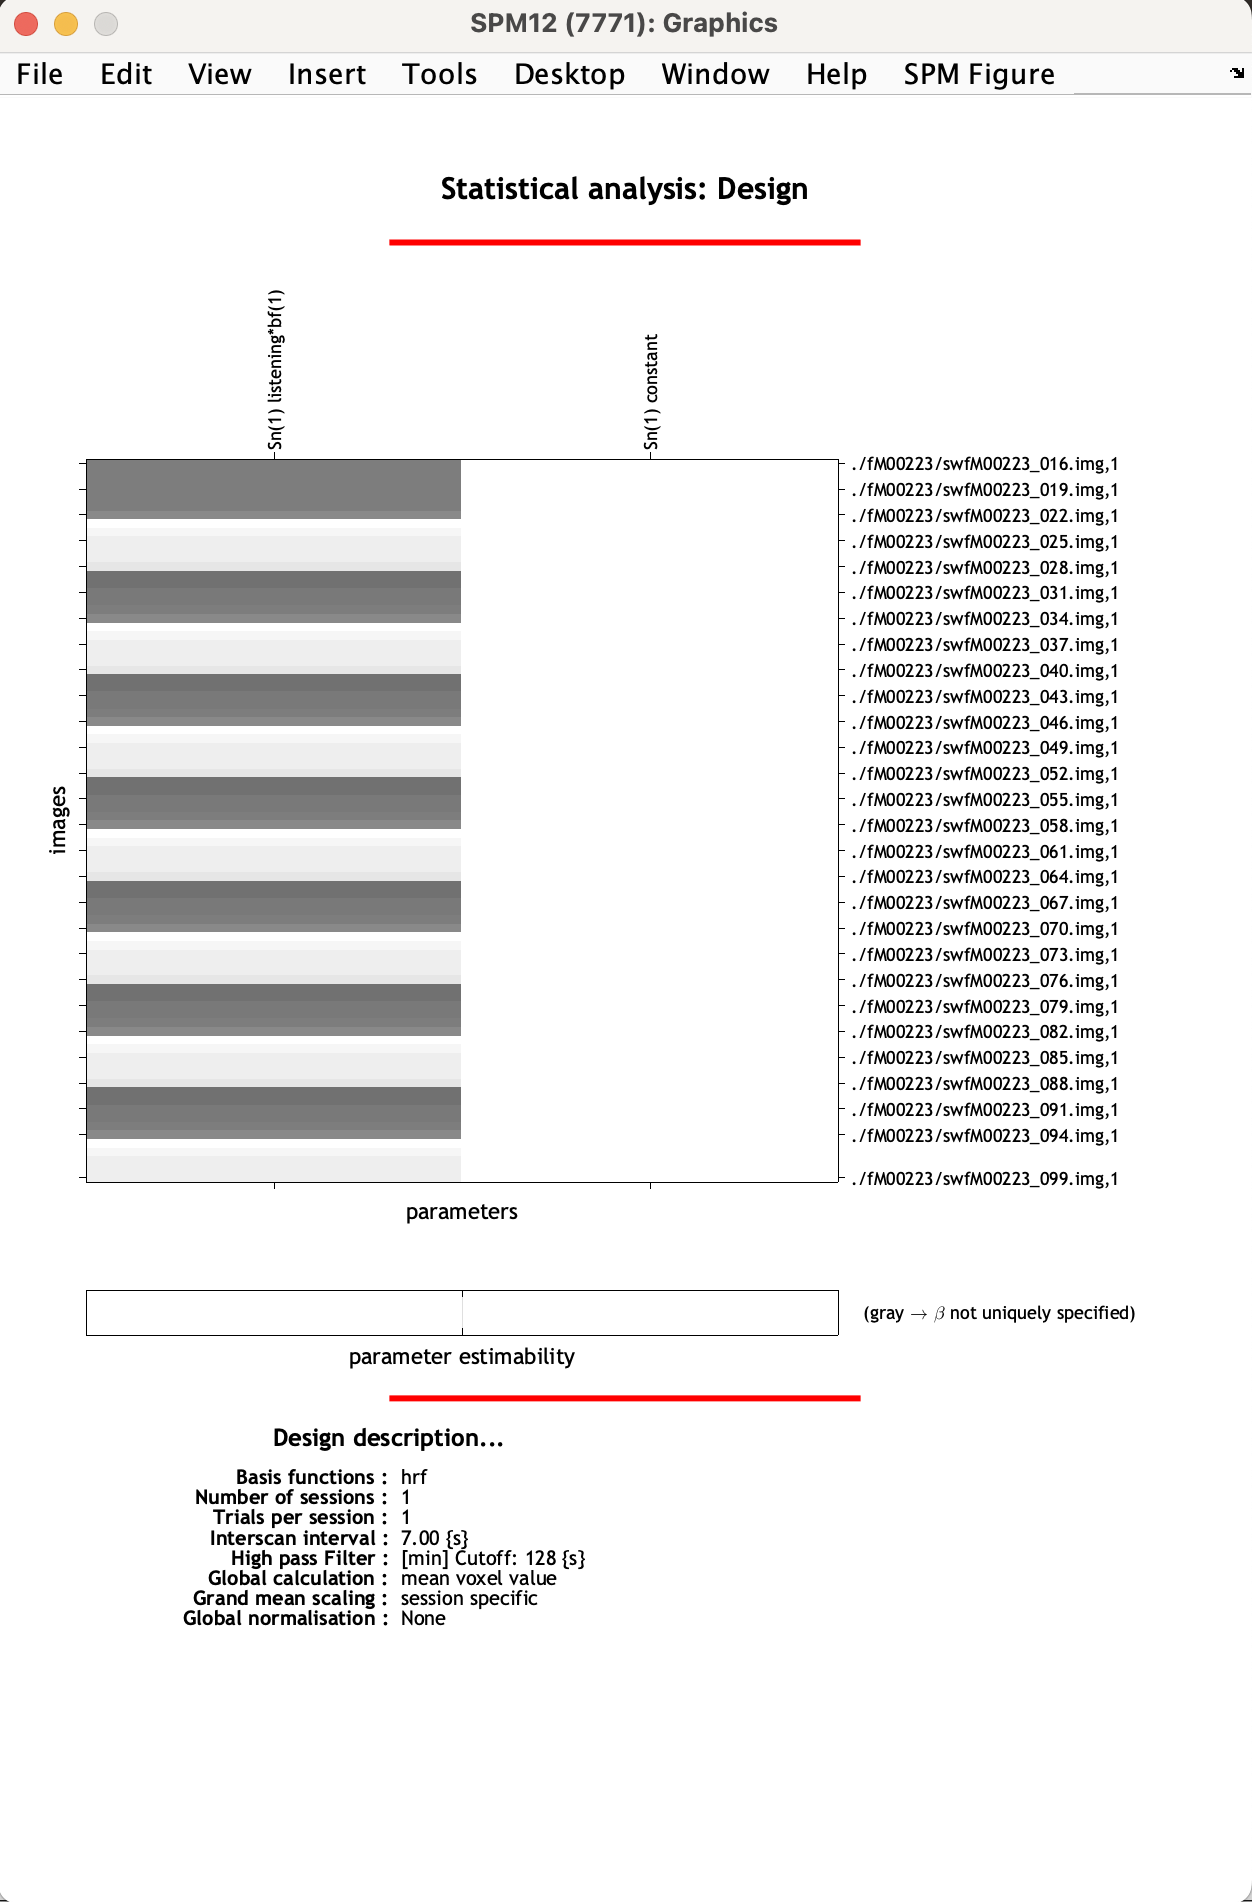 SPM12 (7771): Graphics
File Edit View Insert Tools Desktop Window Help SPM Figure
Statistical analysis: Design
Sn(1) listening*bf(1)
Sn(1) constant
./fM00223/swfM00223_016.img,1
./fM00223/swfM00223_019.img,1
./fM00223/swfM00223_022.img,1
./fM00223/swfM00223_025.img,1
./fM00223/swfM00223_028.img,1
./fM00223/swfM00223_031.img,1
./fM00223/swfM00223_034.img,1
./fM00223/swfM00223_037.img,1
./fM00223/swfM00223_040.img,1
./fM00223/swfM00223_043.img,1
./fM00223/swfM00223_046.img,1
./fM00223/swfM00223_049.img,1
./fM00223/swfM00223_052.img,1
./fM00223/swfM00223_055.img,1
./fM00223/swfM00223_058.img,1
./fM00223/swfM00223_061.img,1
./fM00223/swfM00223_064.img,1
./fM00223/swfM00223_067.img,1
./fM00223/swfM00223_070.img,1
./fM00223/swfM00223_073.img,1
./fM00223/swfM00223_076.img,1
./fM00223/swfM00223_079.img,1
./fM00223/swfM00223_082.img,1
./fM00223/swfM00223_085.img,1
./fM00223/swfM00223_088.img,1
./fM00223/swfM00223_091.img,1
./fM00223/swfM00223_094.img,1
./fM00223/swfM00223_099.img,1
images
parameters
(gray → β not uniquely specified)
parameter estimability
Design description...
Basis functions : hrf
Number of sessions : 1
Trials per session : 1
Interscan interval : 7.00 {s}
High pass Filter : [min] Cutoff: 128 {s}
Global calculation : mean voxel value
Grand mean scaling : session specific
Global normalisation : None